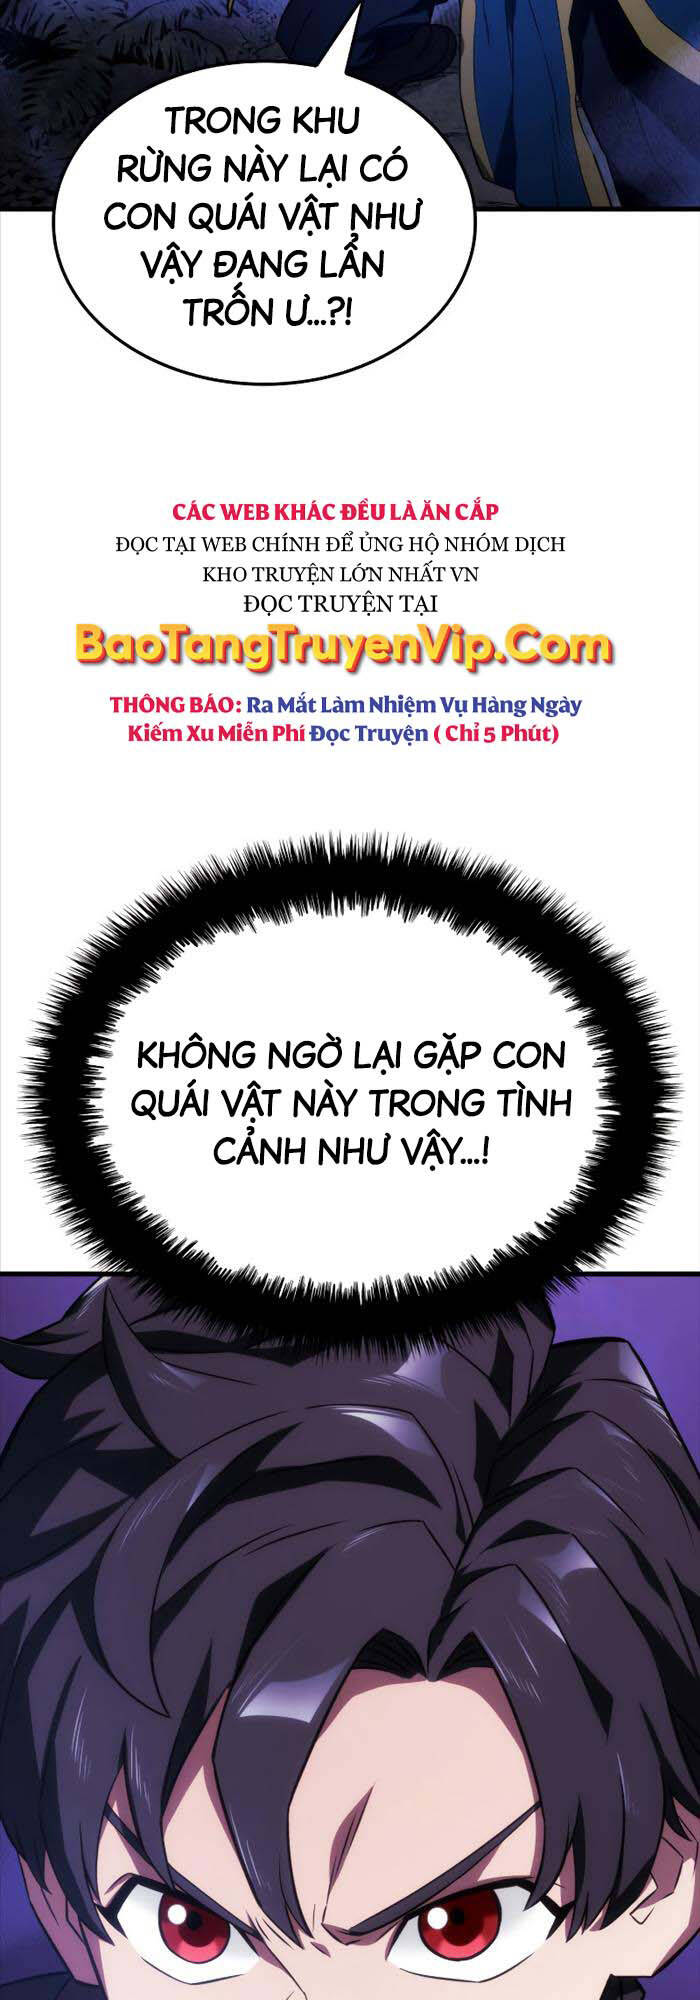 TRONG KHU
RỪNG NÀY LẠI CÓ
CON QUÁI VẬT NHƯ
VẬY ĐANG LẨN
TRỐN Ư...?!
CÁC WEB KHÁC ĐỀU LÀ ĂN CẮP
ĐỌC TẠI WEB CHÍNH ĐỂ ỦNG HỘ NHÓM DỊCH
KHO TRUYỆN LỚN NHẤT VN
ĐỌC TRUYỆN TẠI
BaoTangTruyenVip.Com
THÔNG BÁO: Ra Mắt Làm Nhiệm Vụ Hàng Ngày
Kiếm Xu Miễn Phí Đọc Truyện ( Chỉ 5 Phút)
KHÔNG NGỜ LẠI GẶP CON
QUÁI VẬT NÀY TRONG TÌNH
CẢNH NHƯ VẬY...!